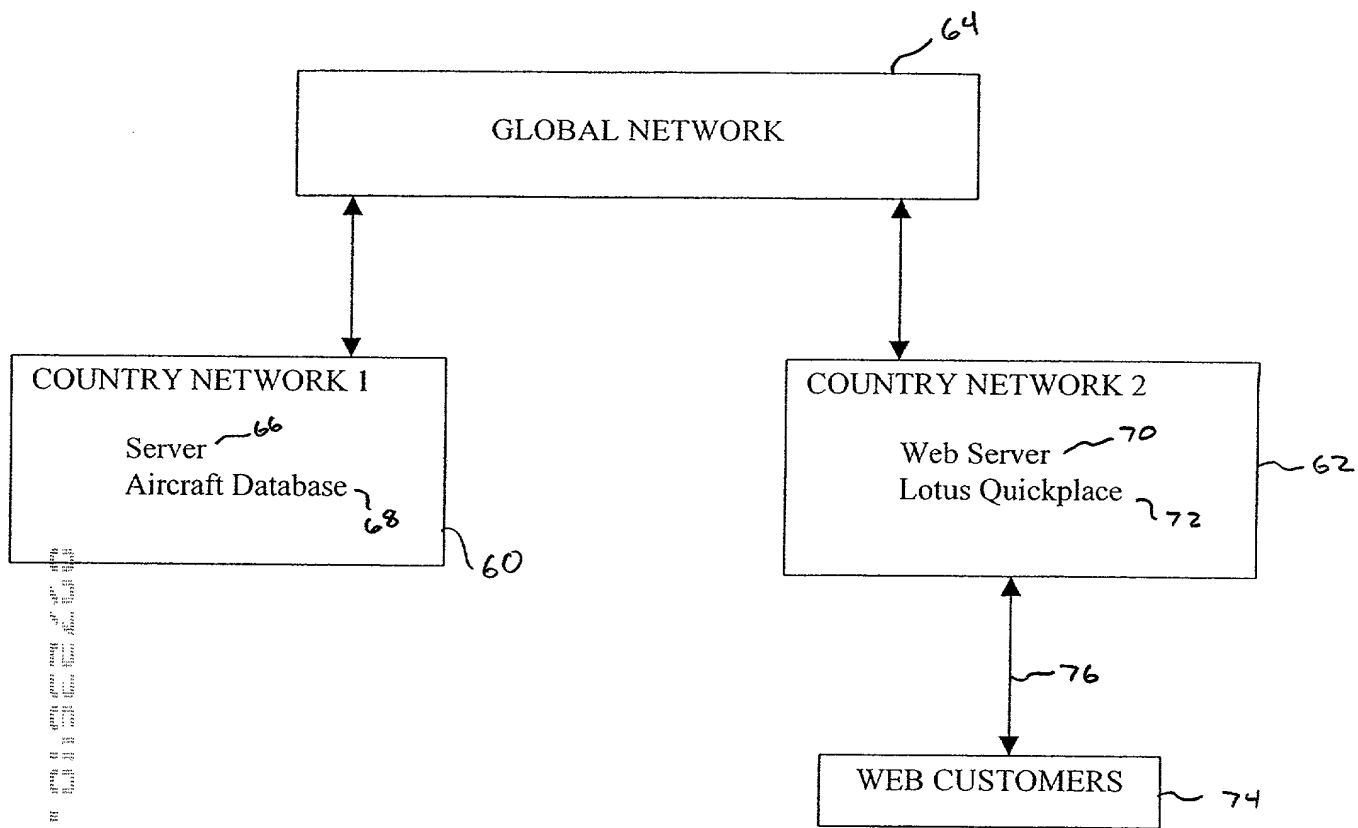 64
GLOBAL NETWORK
COUNTRY NETWORK 1
Server 66
Aircraft Database 68
60
COUNTRY NETWORK 2
Web Server 70
Lotus Quickplace 72
62
76
WEB CUSTOMERS
74